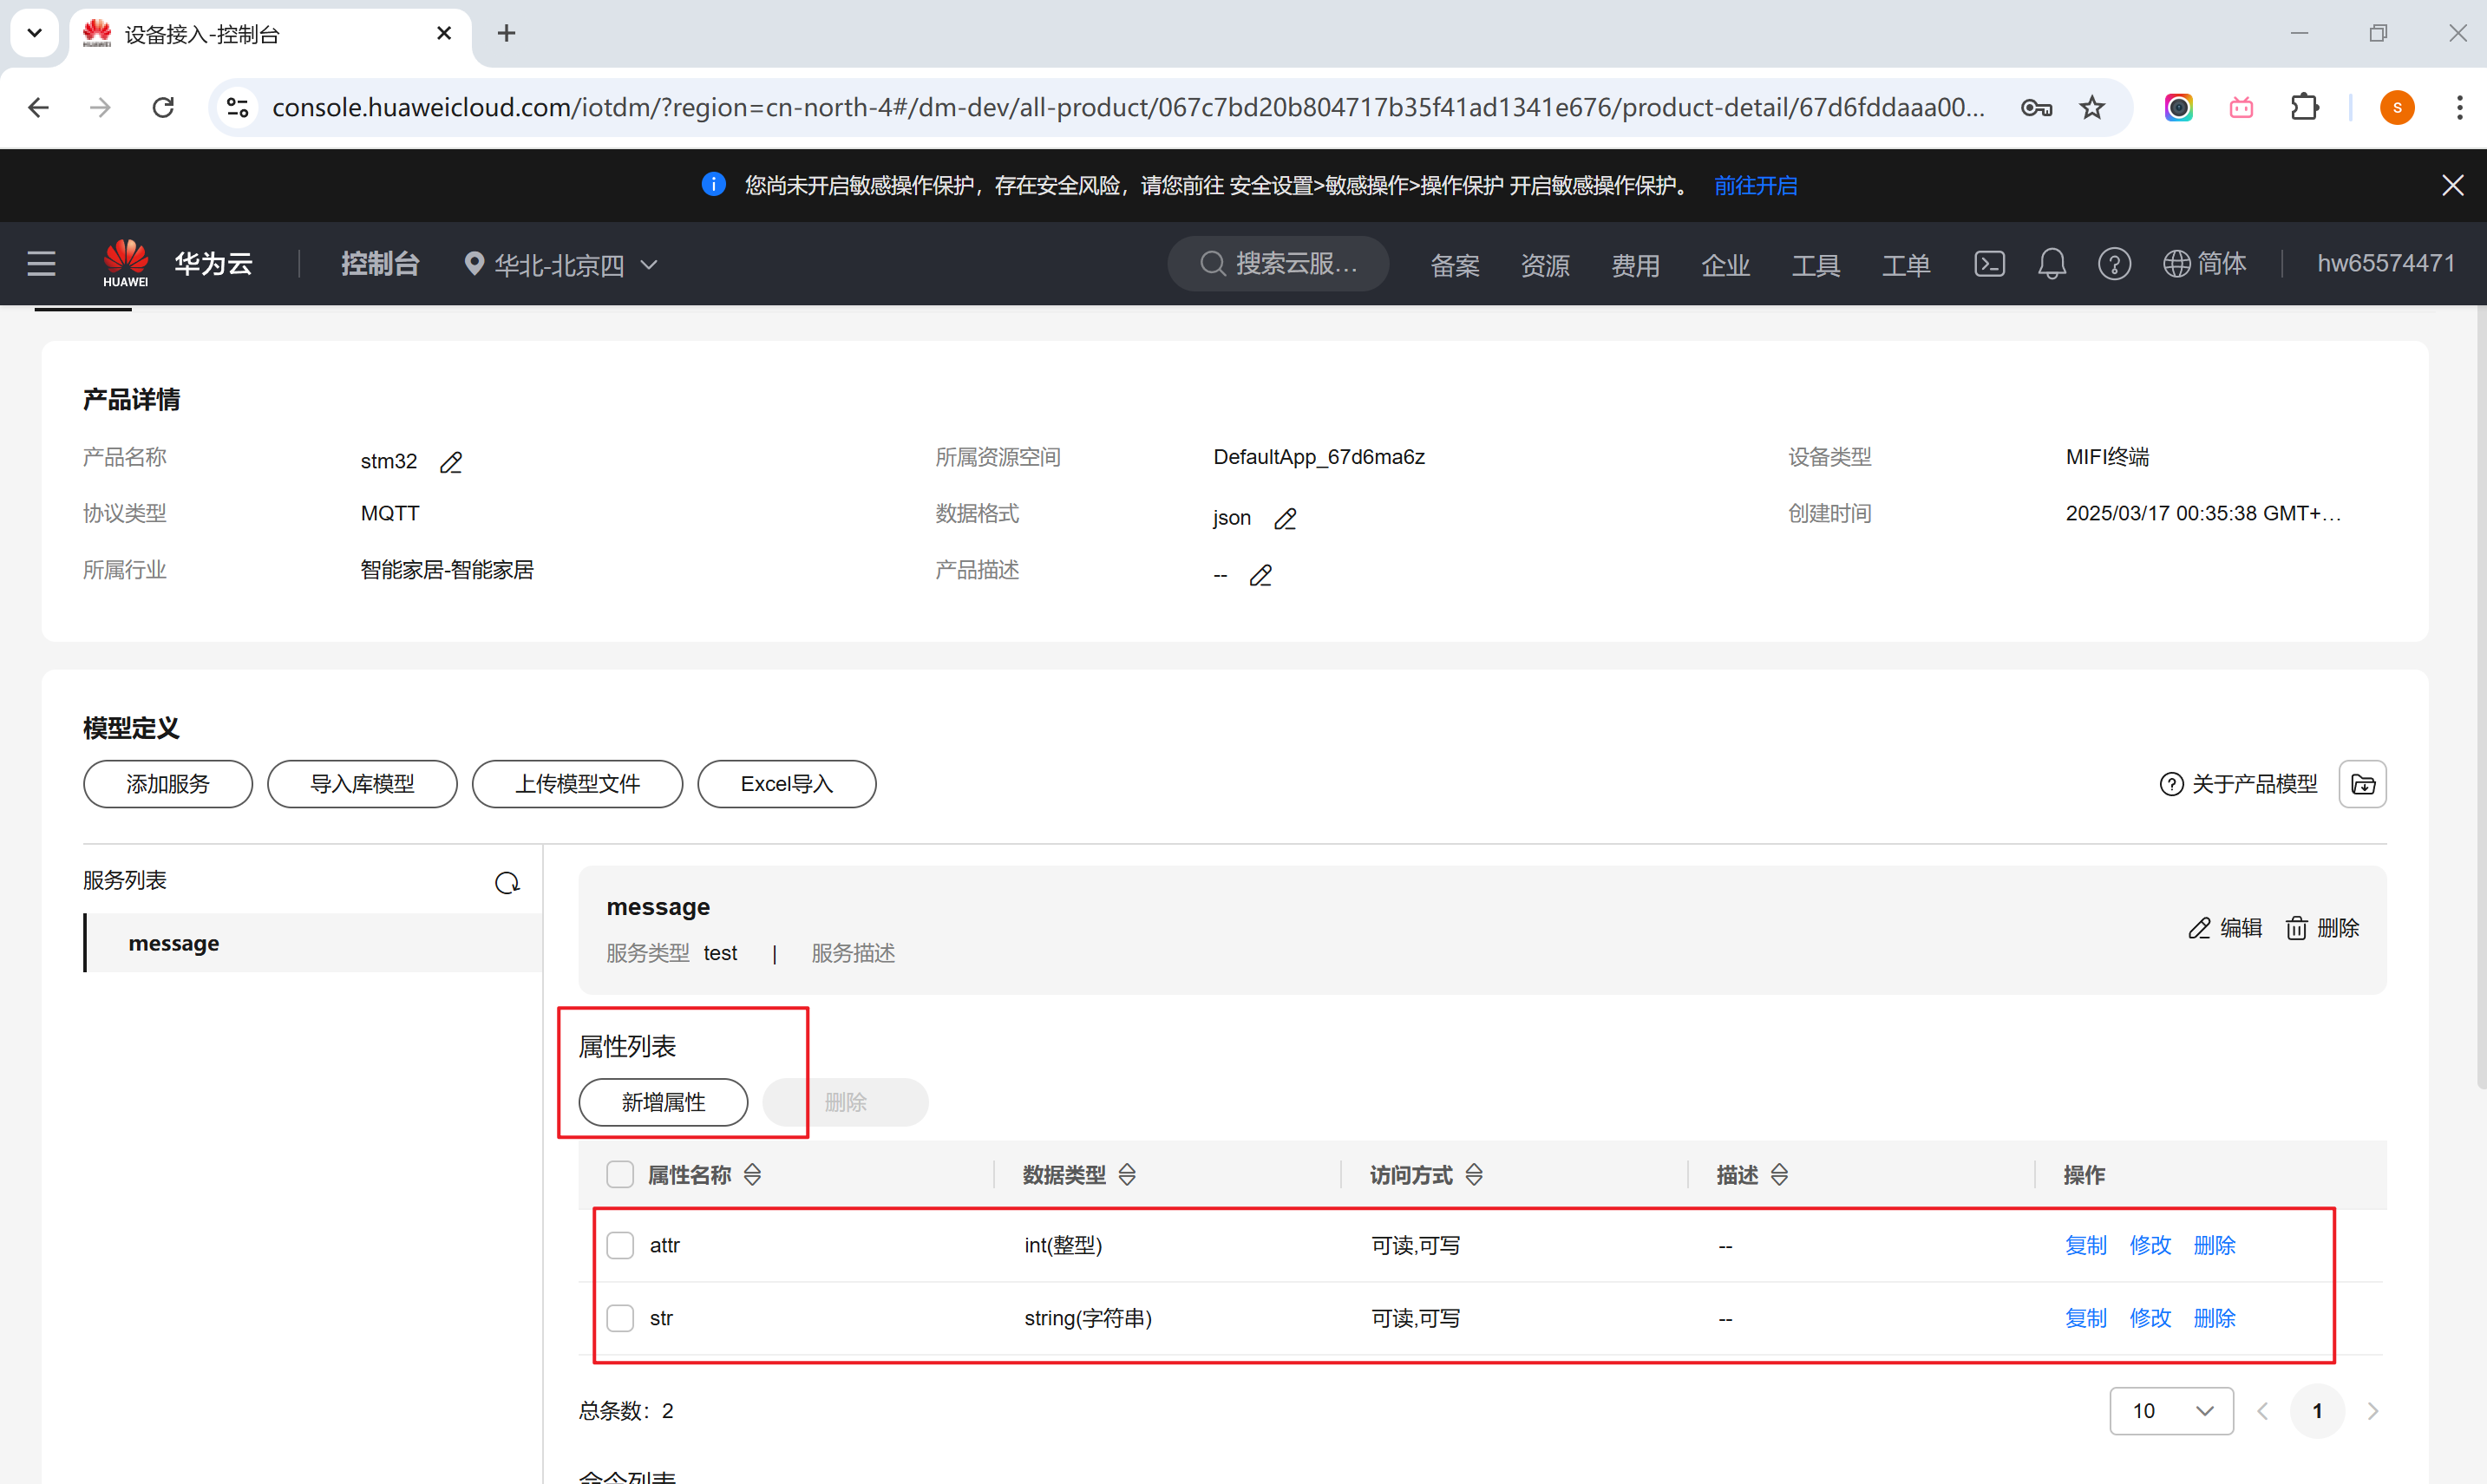 设备接入-控制台
console.huaweicloud.com/iotdm/?region=cn-north-4#/dm-dev/all-product/067c7bd20b804717b35f41ad1341e676/product-detail/67d6fddaaa00...
S
您尚未开启敏感操作保护，存在安全风险，请您前往 安全设置>敏感操作>操作保护 开启敏感操作保护。 前往开启
HUAWEI 华为云 控制台 华北-北京四 搜索云服... 备案 资源 费用 企业 工具 工单 简体 hw65574471
产品详情
产品名称 stm32 所属资源空间 DefaultApp_67d6ma6z 设备类型 MIFI终端
协议类型 MQTT 数据格式 json 创建时间 2025/03/17 00:35:38 GMT+...
所属行业 智能家居-智能家居 产品描述 --
模型定义
添加服务 导入库模型 上传模型文件 Excel导入 关于产品模型
服务列表
message
message
服务类型 test | 服务描述
编辑 删除
属性列表
新增属性 删除
属性名称 数据类型 访问方式 描述 操作
attr int(整型) 可读,可写 -- 复制 修改 删除
str string(字符串) 可读,可写 -- 复制 修改 删除
总条数：2 10 1
命令列表